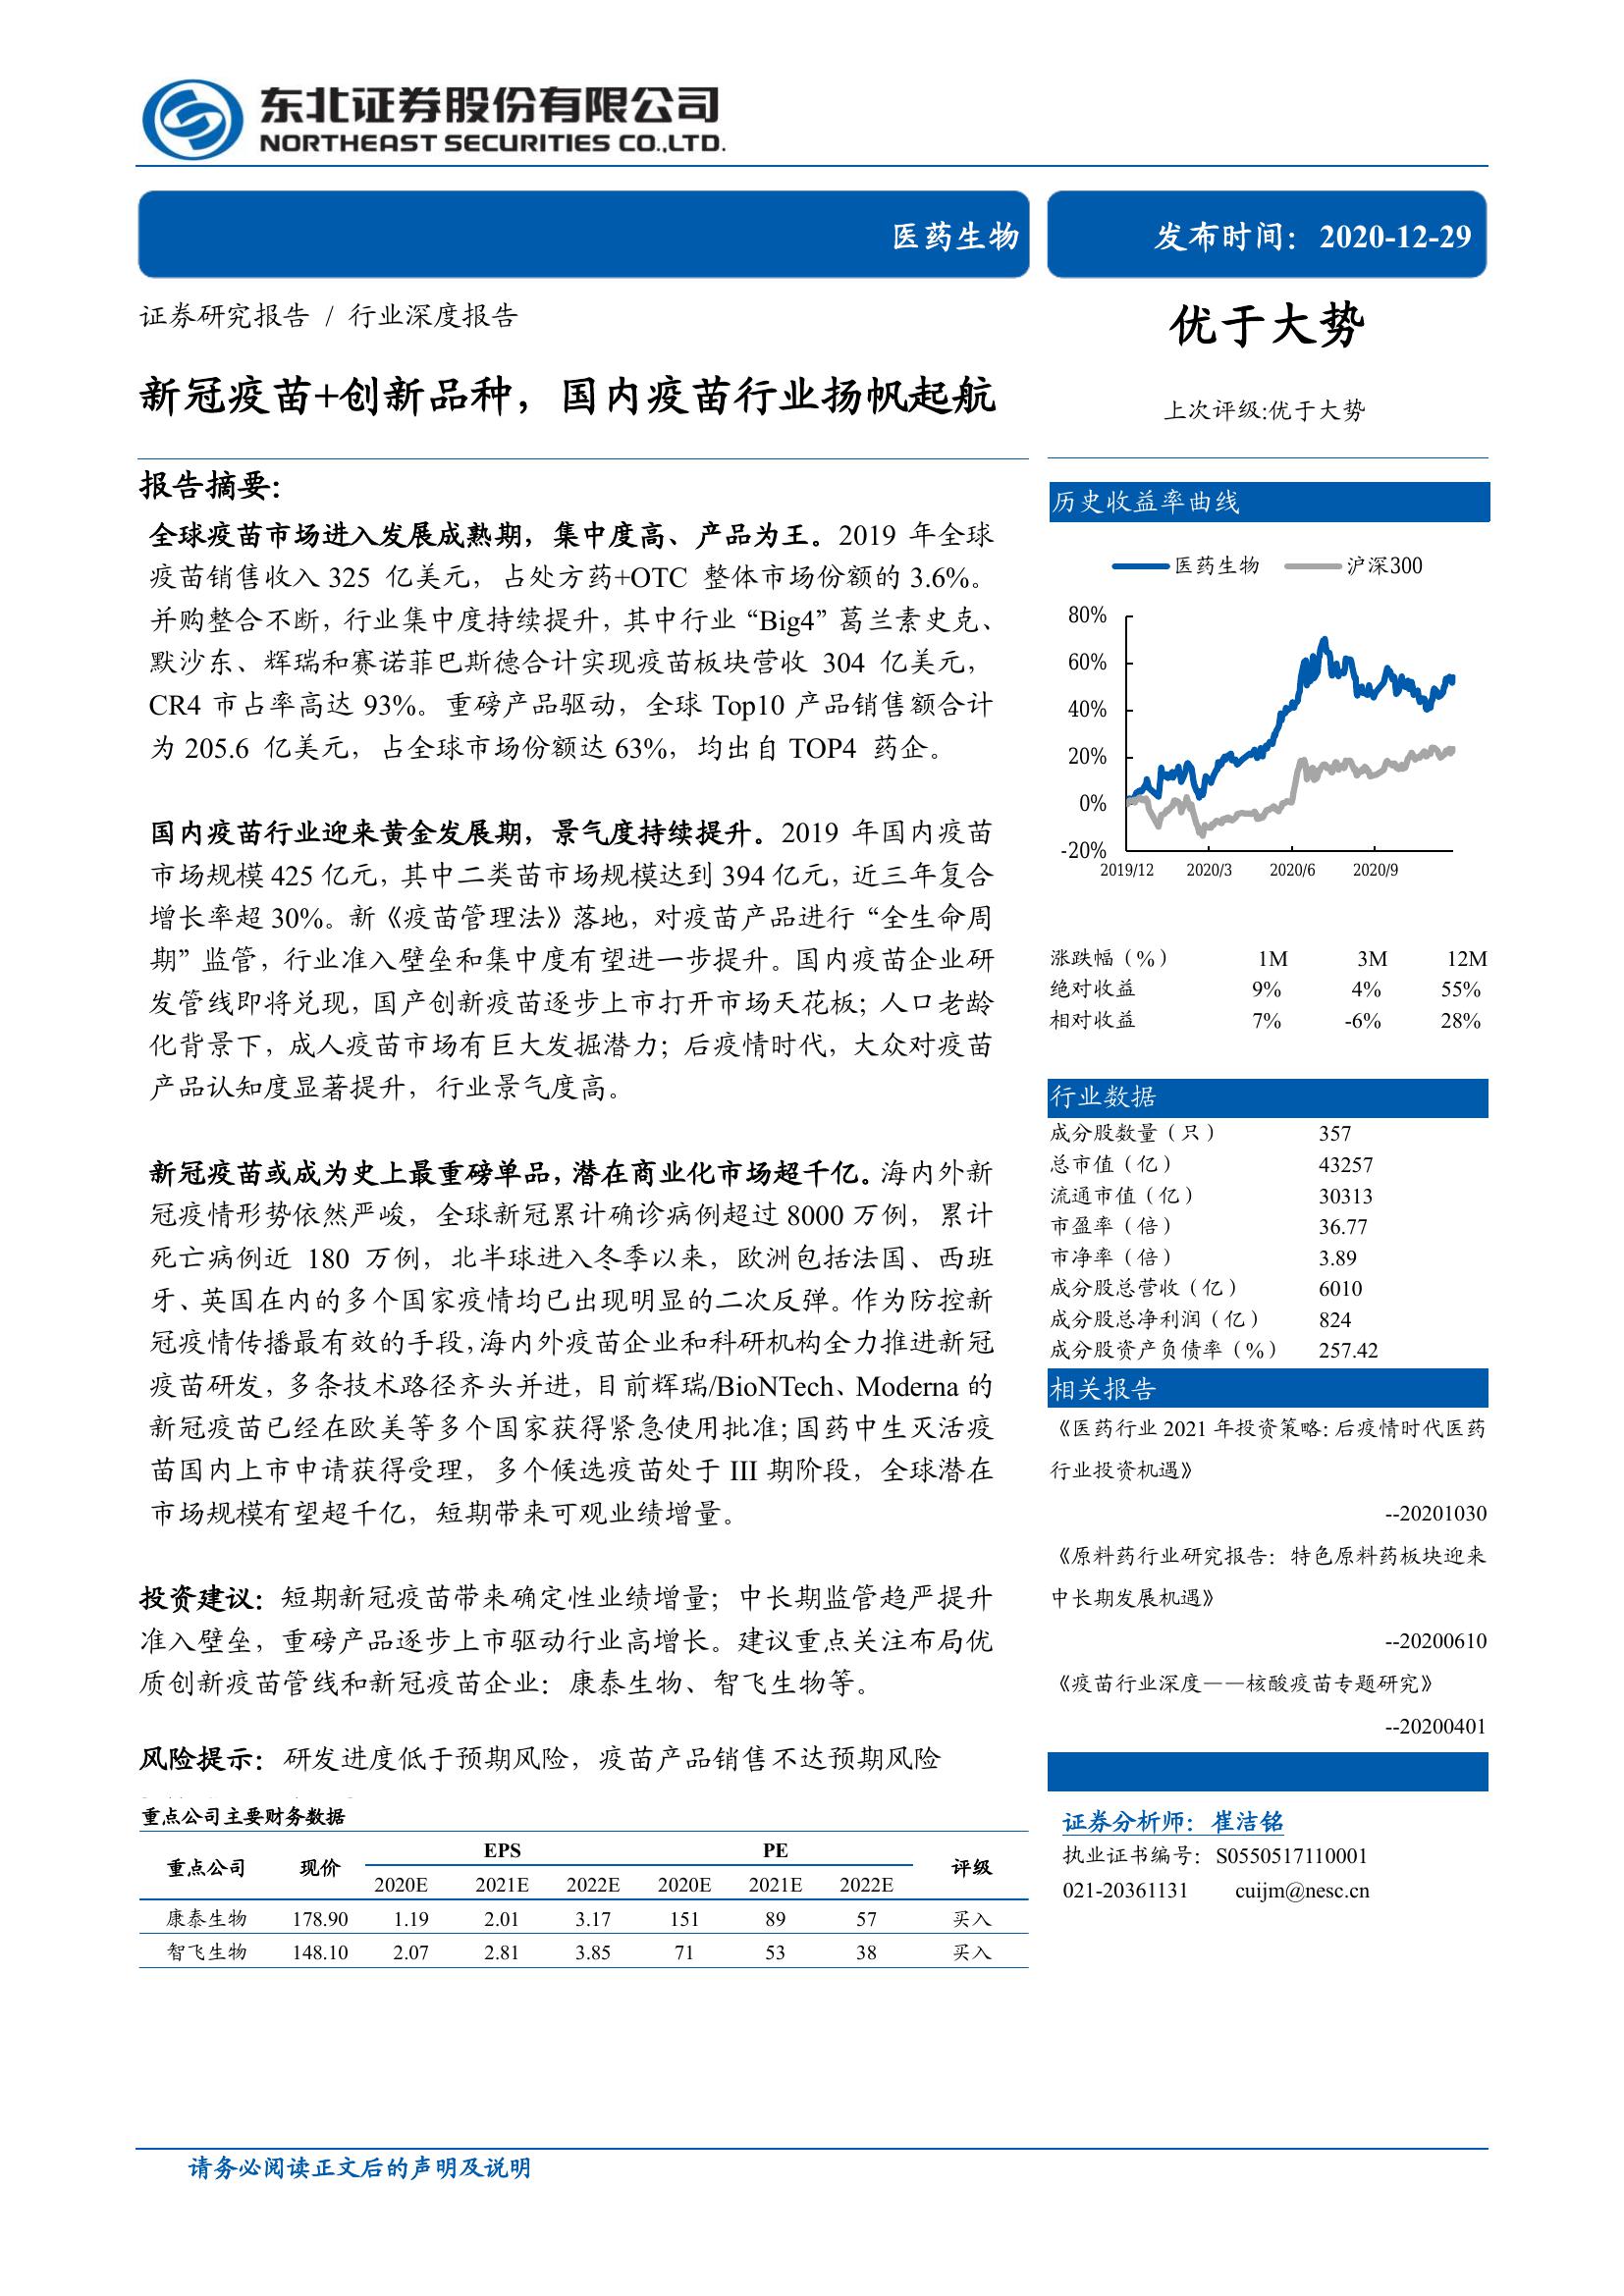 东北证券股份有限公司
NORTHEAST SECURITIES CO.,LTD.
医药生物
发布时间：2020-12-29
证券研究报告 / 行业深度报告
新冠疫苗+创新品种，国内疫苗行业扬帆起航
报告摘要：
全球疫苗市场进入发展成熟期，集中度高、产品为王。2019 年全球
疫苗销售收入 325 亿美元，占处方药+OTC 整体市场份额的 3.6%。
并购整合不断，行业集中度持续提升，其中行业“Big4”葛兰素史克、
默沙东、辉瑞和赛诺菲巴斯德合计实现疫苗板块营收 304 亿美元，
CR4 市占率高达 93%。重磅产品驱动，全球 Top10 产品销售额合计
为 205.6 亿美元，占全球市场份额达 63%，均出自 TOP4 药企。
国内疫苗行业迎来黄金发展期，景气度持续提升。2019 年国内疫苗
市场规模 425 亿元，其中二类苗市场规模达到 394 亿元，近三年复合
增长率超 30%。新《疫苗管理法》落地，对疫苗产品进行“全生命周
期”监管，行业准入壁垒和集中度有望进一步提升。国内疫苗企业研
发管线即将兑现，国产创新疫苗逐步上市打开市场天花板；人口老龄
化背景下，成人疫苗市场有巨大发掘潜力；后疫情时代，大众对疫苗
产品认知度显著提升，行业景气度高。
新冠疫苗或成为史上最重磅单品，潜在商业化市场超千亿。海内外新
冠疫情形势依然严峻，全球新冠累计确诊病例超过 8000 万例，累计
死亡病例近 180 万例，北半球进入冬季以来，欧洲包括法国、西班
牙、英国在内的多个国家疫情均已出现明显的二次反弹。作为防控新
冠疫情传播最有效的手段，海内外疫苗企业和科研机构全力推进新冠
疫苗研发，多条技术路径齐头并进，目前辉瑞/BioNTech、Moderna 的
新冠疫苗已经在欧美等多个国家获得紧急使用批准；国药中生灭活疫
苗国内上市申请获得受理，多个候选疫苗处于 III 期阶段，全球潜在
市场规模有望超千亿，短期带来可观业绩增量。
投资建议：短期新冠疫苗带来确定性业绩增量；中长期监管趋严提升
准入壁垒，重磅产品逐步上市驱动行业高增长。建议重点关注布局优
质创新疫苗管线和新冠疫苗企业：康泰生物、智飞生物等。
风险提示：研发进度低于预期风险，疫苗产品销售不达预期风险
重点公司主要财务数据
重点公司 现价 EPS PE 评级
2020E 2021E 2022E 2020E 2021E 2022E
康泰生物 178.90 1.19 2.01 3.17 151 89 57 买入
智飞生物 148.10 2.07 2.81 3.85 71 53 38 买入
优于大势
上次评级:优于大势
历史收益率曲线
医药生物 沪深300
80%
60%
40%
20%
0%
-20%
2019/12 2020/3 2020/6 2020/9
涨跌幅（%） 1M 3M 12M
绝对收益 9% 4% 55%
相对收益 7% -6% 28%
行业数据
成分股数量（只） 357
总市值（亿） 43257
流通市值（亿） 30313
市盈率（倍） 36.77
市净率（倍） 3.89
成分股总营收（亿） 6010
成分股总净利润（亿） 824
成分股资产负债率（%） 257.42
相关报告
《医药行业 2021 年投资策略：后疫情时代医药
行业投资机遇》
--20201030
《原料药行业研究报告：特色原料药板块迎来
中长期发展机遇》
--20200610
《疫苗行业深度——核酸疫苗专题研究》
--20200401
证券分析师：崔洁铭
执业证书编号：S0550517110001
021-20361131 cuijm@nesc.cn
请务必阅读正文后的声明及说明